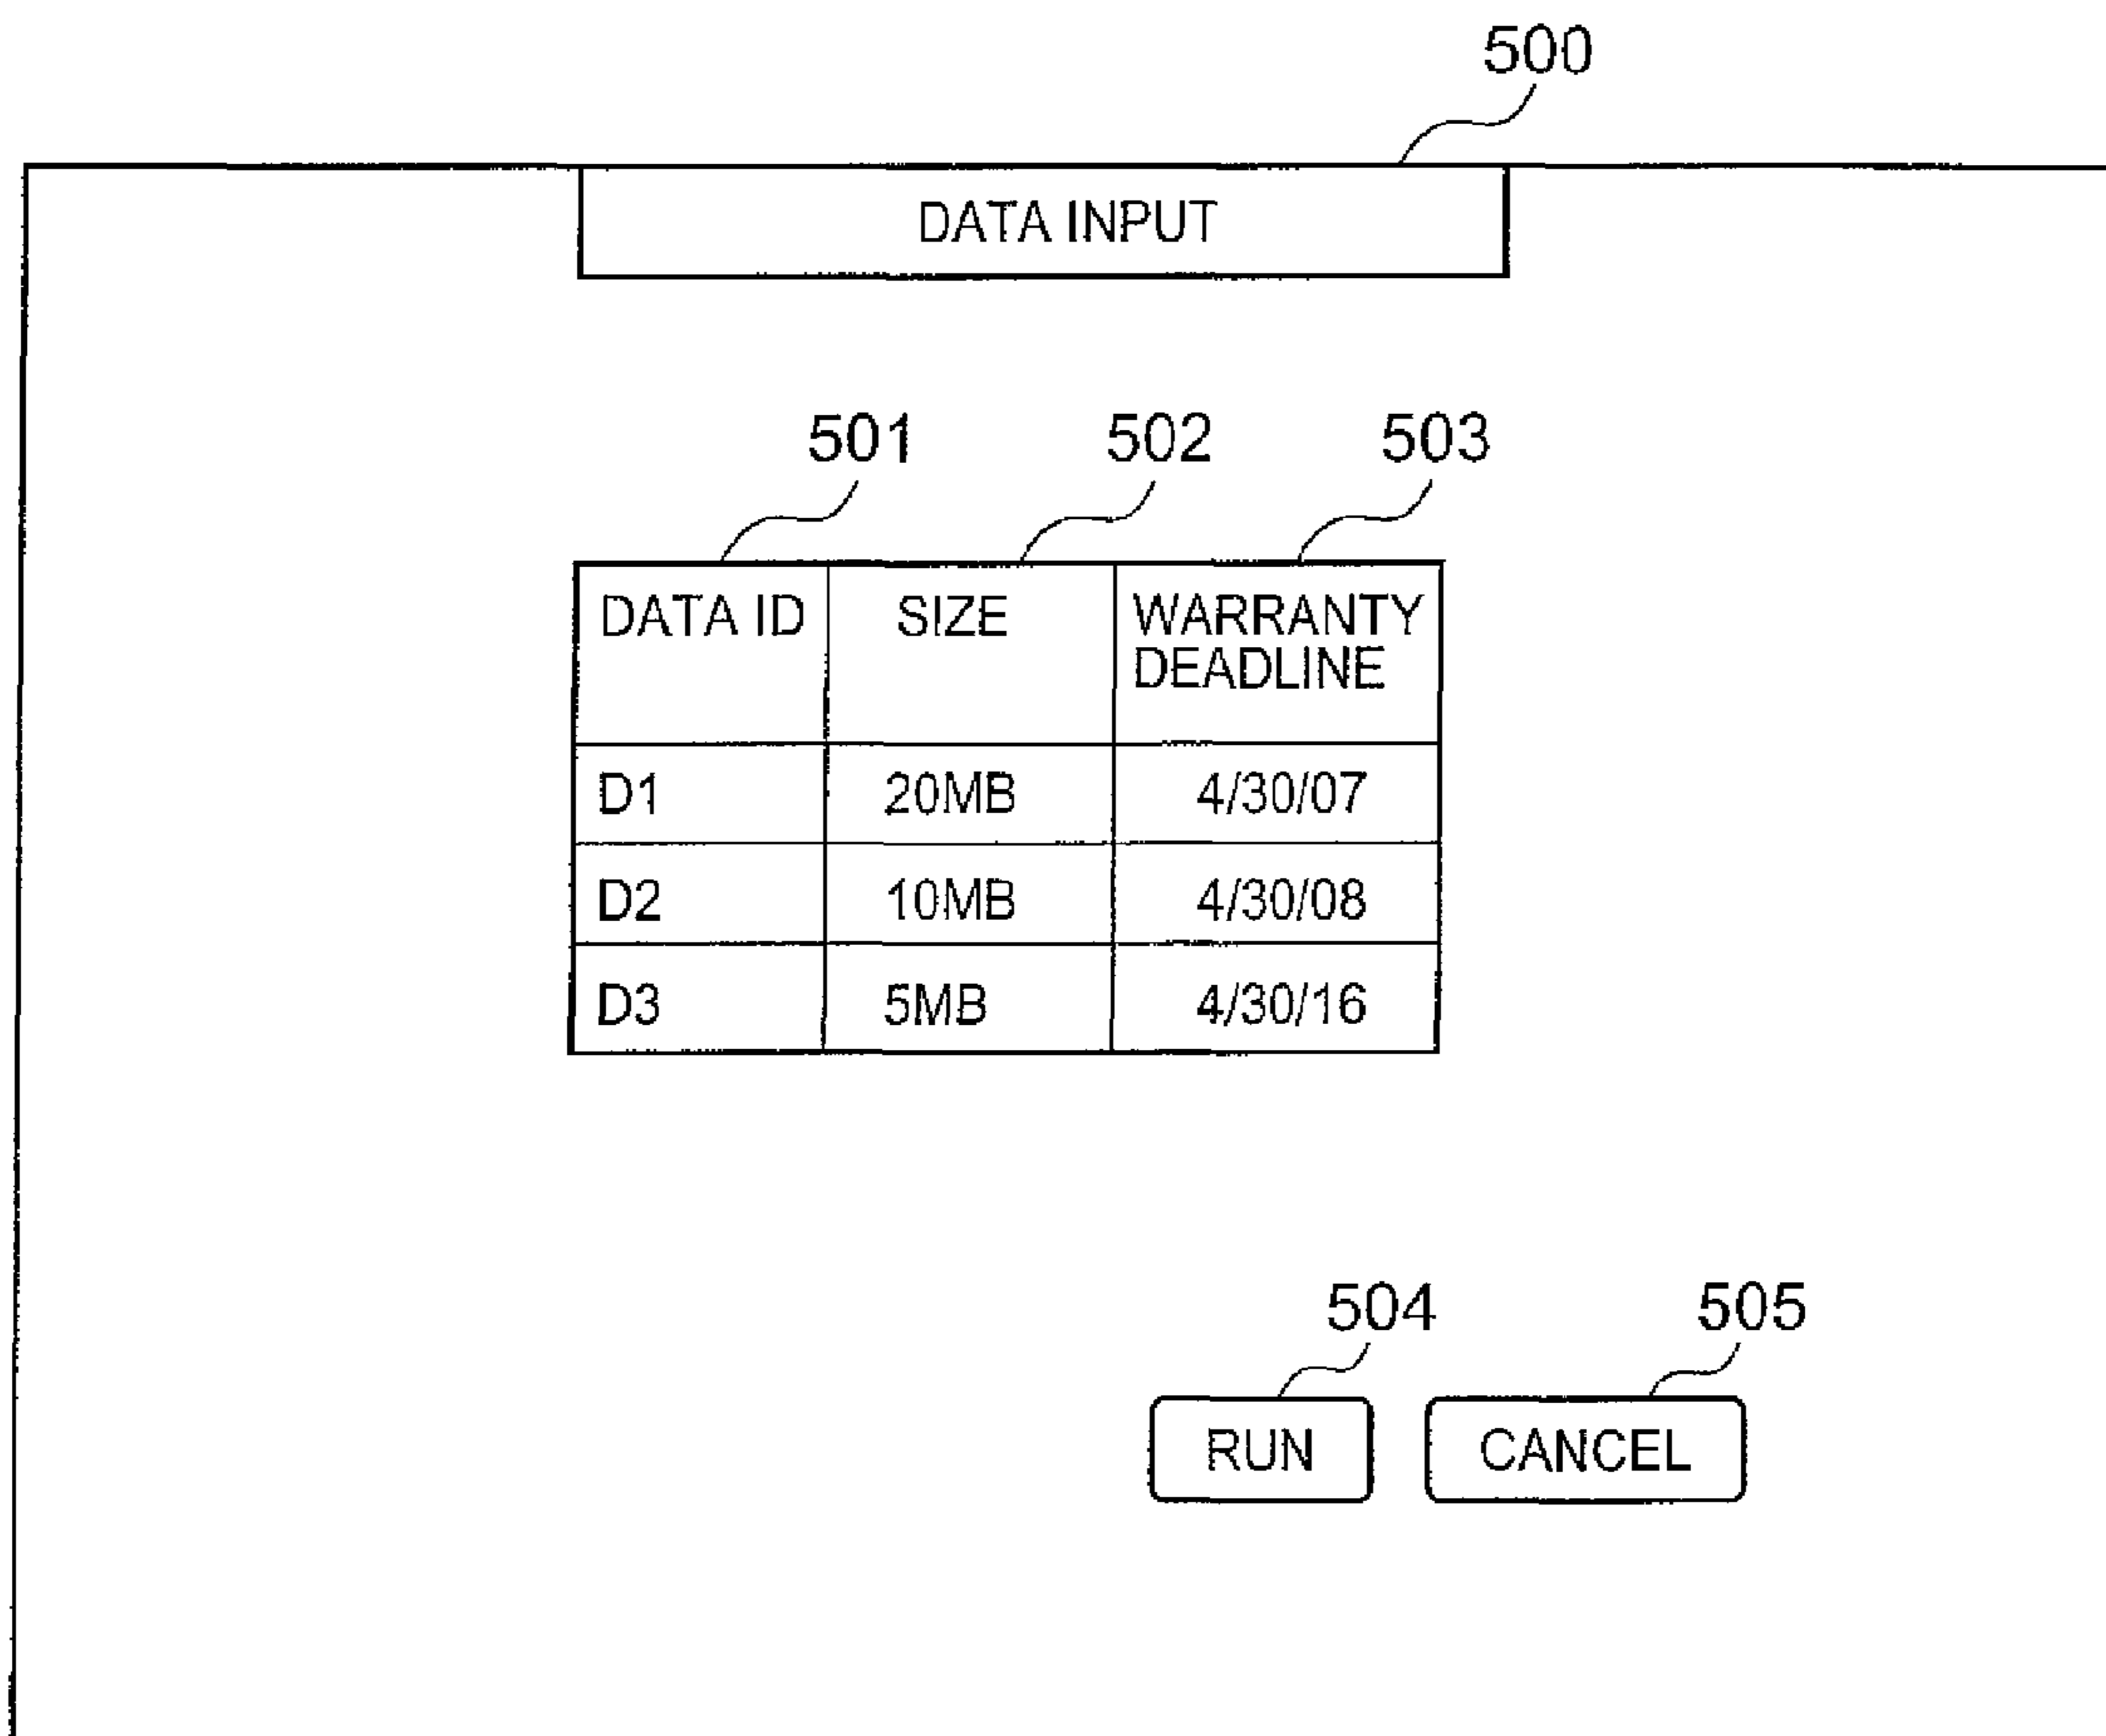 500
DATA INPUT
501 502 503
DATA ID SIZE WARRANTY
DEADLINE
D1 20MB 4/30/07
D2 10MB 4/30/08
D3 5MB 4/30/16
504 505
RUN CANCEL